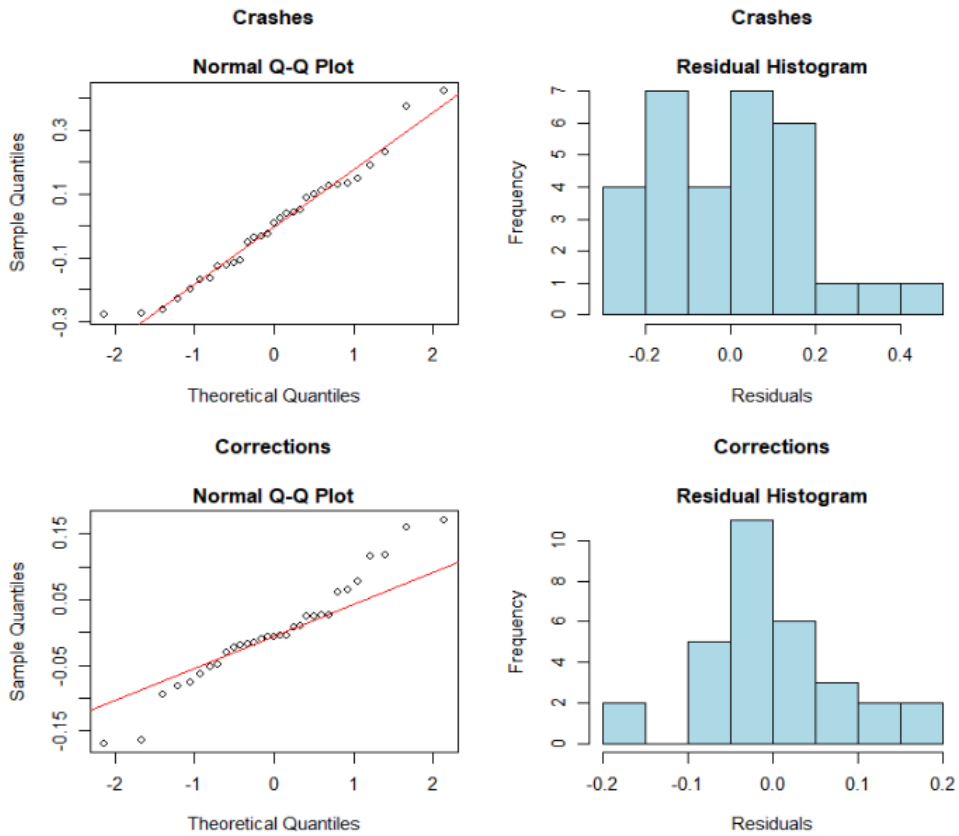 Crashes
Normal Q-Q Plot
Sample Quantiles
-0.3 -0.1 0.1 0.3
-2 -1 0 1 2
Theoretical Quantiles
Crashes
Residual Histogram
Frequency
0 1 2 3 4 5 6 7
-0.2 0.0 0.2 0.4
Residuals
Corrections
Normal Q-Q Plot
Sample Quantiles
-0.15 -0.05 0.05 0.15
-2 -1 0 1 2
Theoretical Quantiles
Corrections
Residual Histogram
Frequency
0 2 4 6 8 10
-0.2 -0.1 0.0 0.1 0.2
Residuals